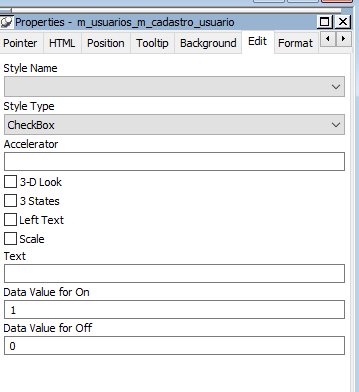 Properties - m_usuarios_m_cadastro_usuario
Pointer HTML Position Tooltip Background Edit Format
Style Name
Style Type
CheckBox
Accelerator
3-D Look
3 States
Left Text
Scale
Text
Data Value for On
1
Data Value for Off
0